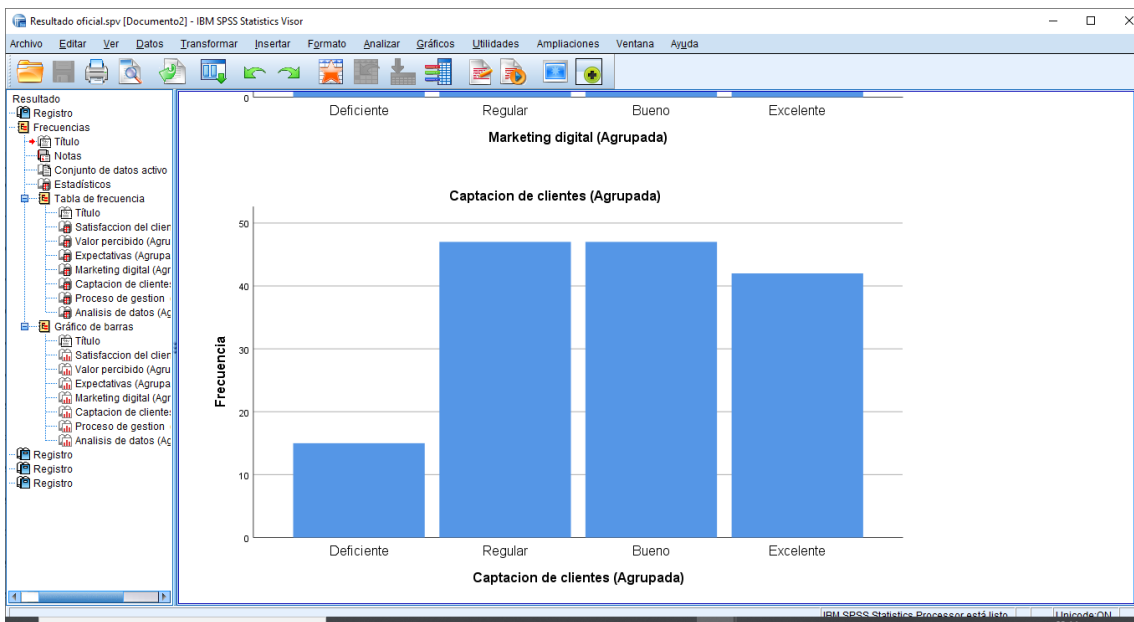 Resultado oficial.spv [Documento2] - IBM SPSS Statistics Visor
Archivo Editar Ver Datos Transformar Insertar Formato Analizar Gráficos Utilidades Ampliaciones Ventana Ayuda
Resultado
Registro
Frecuencias
Título
Notas
Conjunto de datos activo
Estadísticos
Tabla de frecuencia
Título
Satisfaccion del clien
Valor percibido (Agru
Expectativas (Agrupa
Marketing digital (Agr
Captacion de cliente
Proceso de gestion
Analisis de datos (Ag
Gráfico de barras
Título
Satisfaccion del clien
Valor percibido (Agru
Expectativas (Agrupa
Marketing digital (Agr
Captacion de cliente
Proceso de gestion
Analisis de datos (Ag
Registro
Registro
Registro
0
Deficiente Regular Bueno Excelente
Marketing digital (Agrupada)
Captacion de clientes (Agrupada)
Frecuencia
50
40
30
20
10
0
Deficiente Regular Bueno Excelente
Captacion de clientes (Agrupada)
IBM SPSS Statistics Processor está listo Unicode:ON